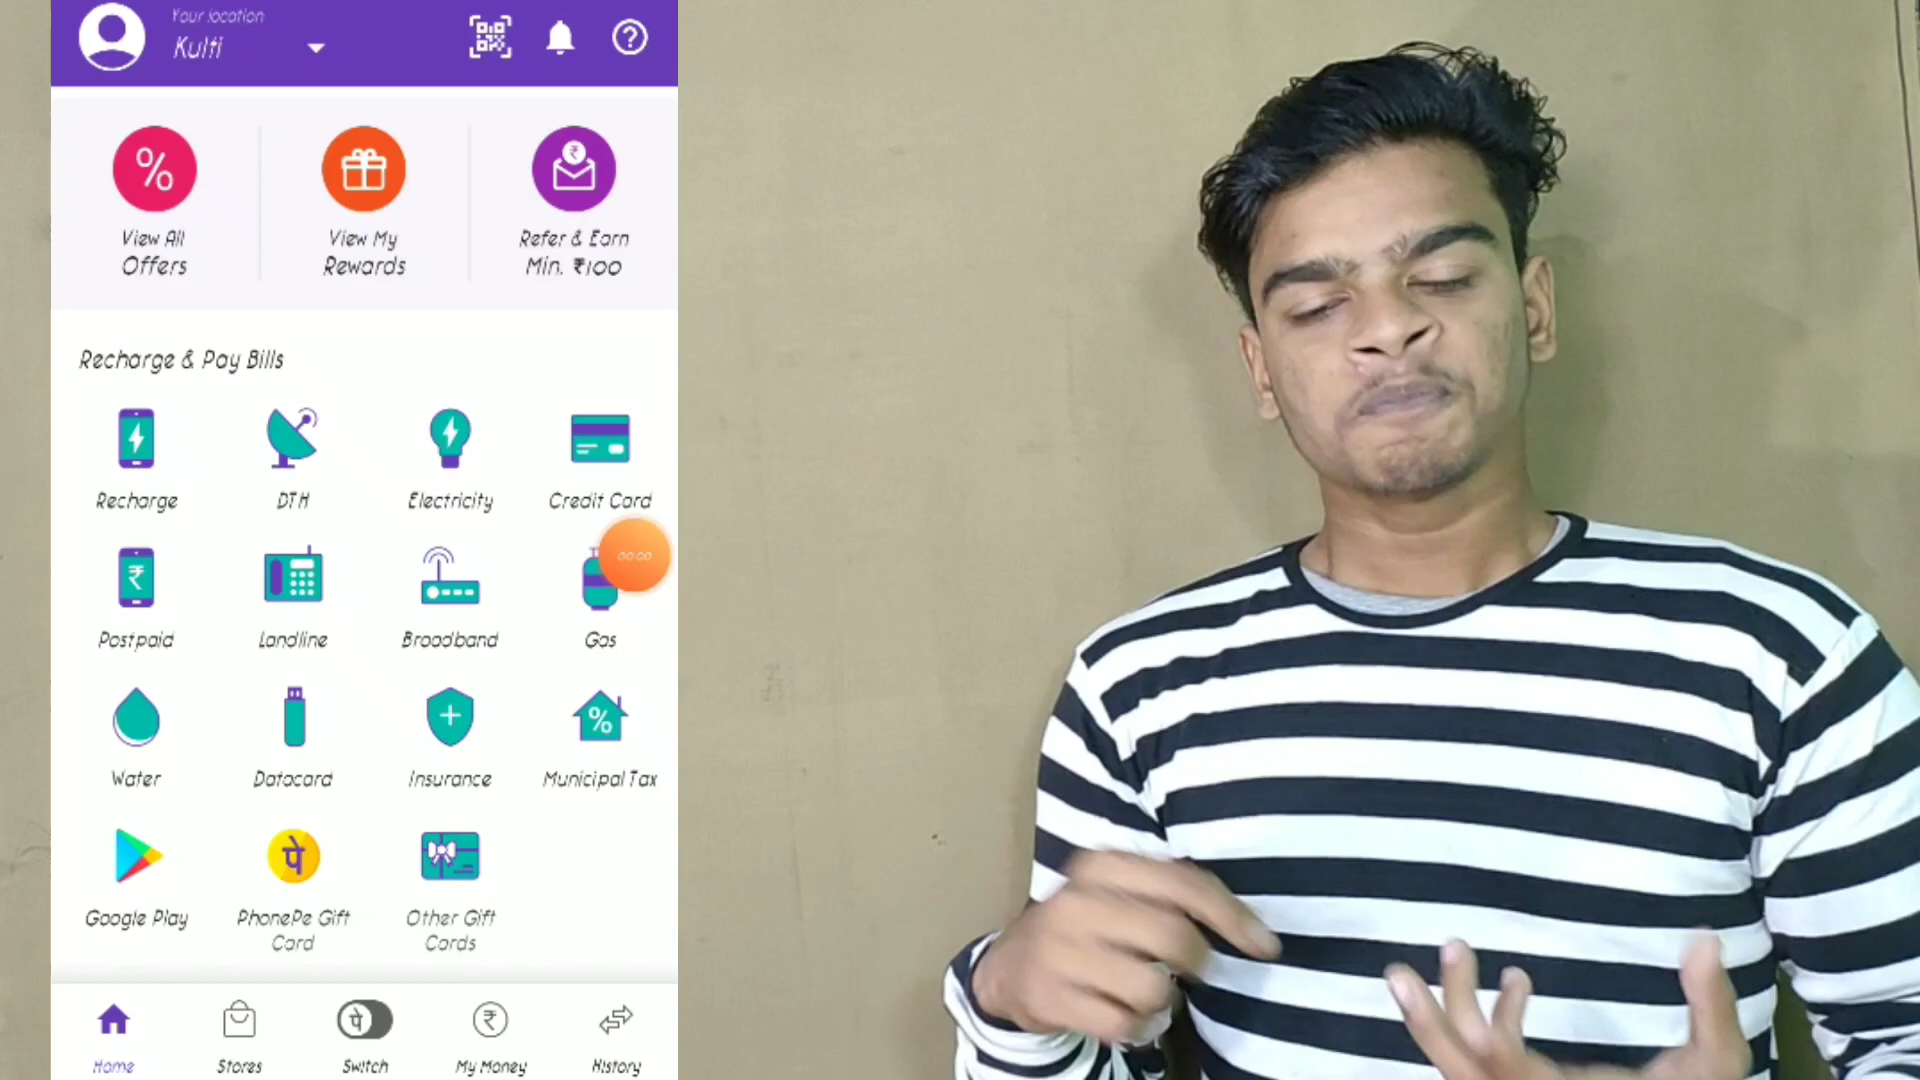 Your location
Kulti
%
₹
View All
Offers
View My
Rewards
Refer & Earn
Min. ₹100
Recharge & Pay Bills
Recharge
DTH
Electricity
Credit Card
₹
00:00
Postpaid
Landline
Broadband
Gas
%
Water
Datacard
Insurance
Municipal Tax
पे
Google Play
PhonePe Gift
Card
Other Gift
Cards
पे
₹
Home
Stores
Switch
My Money
History